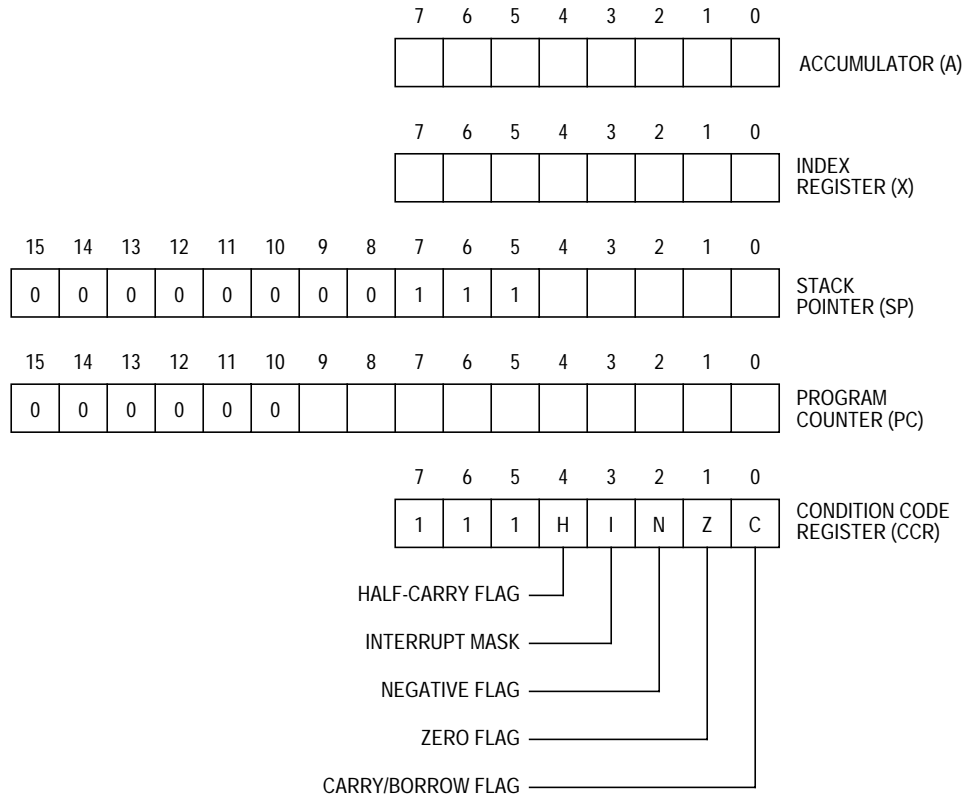 7 6 5 4 3 2 1 0
ACCUMULATOR (A)
7 6 5 4 3 2 1 0
INDEX
REGISTER (X)
15 14 13 12 11 10 9 8 7 6 5 4 3 2 1 0
0 0 0 0 0 0 0 0 1 1 1
STACK
POINTER (SP)
15 14 13 12 11 10 9 8 7 6 5 4 3 2 1 0
0 0 0 0 0 0
PROGRAM
COUNTER (PC)
7 6 5 4 3 2 1 0
1 1 1 H I N Z C
CONDITION CODE
REGISTER (CCR)
HALF-CARRY FLAG
INTERRUPT MASK
NEGATIVE FLAG
ZERO FLAG
CARRY/BORROW FLAG